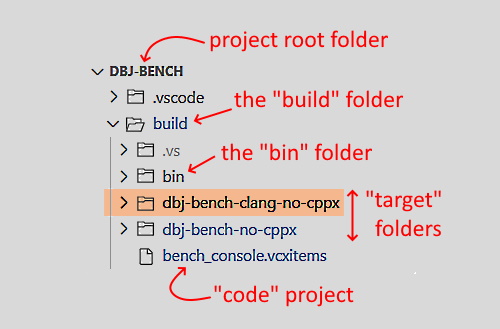 project root folder
DBJ-BENCH
.vscode
the "build" folder
build
.vs
the "bin" folder
bin
dbj-bench-clang-no-cppx
"target"
folders
dbj-bench-no-cppx
bench_console.vcxitems
"code" project